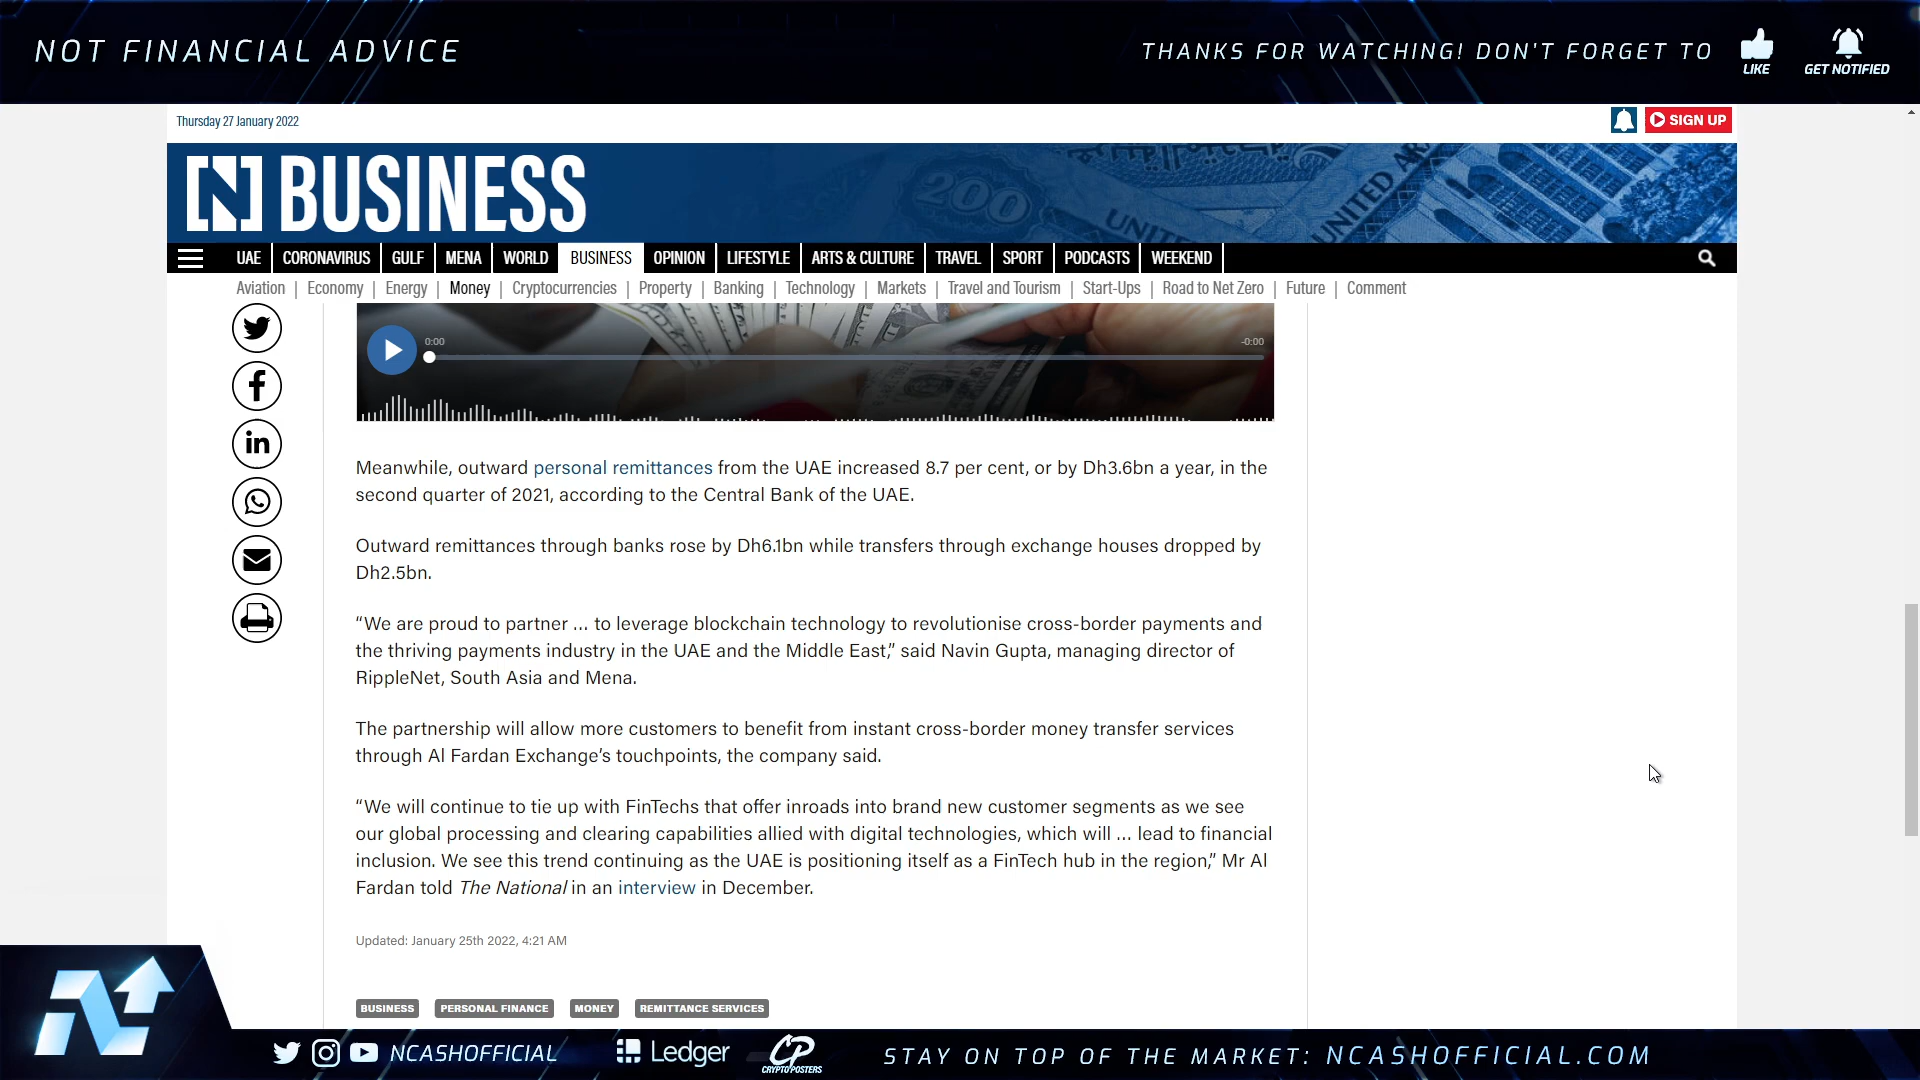 NOT FINANCIAL ADVICE
THANKS FOR WATCHING! DON'T FORGET TO
LIKE
GET NOTIFIED
Thursday 27 January 2022
SIGN UP
N BUSINESS
200
UNITED
UNITED ARA
UAE CORONAVIRUS GULF MENA WORLD BUSINESS OPINION LIFESTYLE ARTS & CULTURE TRAVEL SPORT PODCASTS WEEKEND
Aviation | Economy | Energy | Money | Cryptocurrencies | Property | Banking | Technology | Markets | Travel and Tourism | Start-Ups | Road to Net Zero | Future | Comment
0:00
-0:00
Meanwhile, outward personal remittances from the UAE increased 8.7 per cent, or by Dh3.6bn a year, in the
second quarter of 2021, according to the Central Bank of the UAE.
Outward remittances through banks rose by Dh6.1bn while transfers through exchange houses dropped by
Dh2.5bn.
“We are proud to partner … to leverage blockchain technology to revolutionise cross-border payments and
the thriving payments industry in the UAE and the Middle East,” said Navin Gupta, managing director of
RippleNet, South Asia and Mena.
The partnership will allow more customers to benefit from instant cross-border money transfer services
through Al Fardan Exchange’s touchpoints, the company said.
“We will continue to tie up with FinTechs that offer inroads into brand new customer segments as we see
our global processing and clearing capabilities allied with digital technologies, which will … lead to financial
inclusion. We see this trend continuing as the UAE is positioning itself as a FinTech hub in the region,” Mr Al
Fardan told The National in an interview in December.
Updated: January 25th 2022, 4:21 AM
BUSINESS PERSONAL FINANCE MONEY REMITTANCE SERVICES
NCASHOFFICIAL
Ledger
CP
CRYPTO POSTERS
STAY ON TOP OF THE MARKET: NCASHOFFICIAL.COM